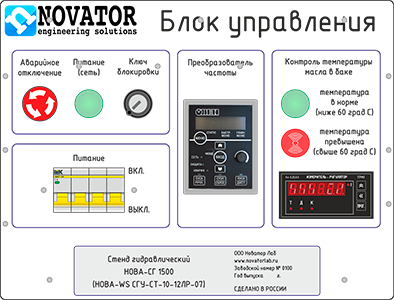 NOVATOR
engineering solutions
Блок управления
Аварийное
отключение
Питание
(сеть)
Ключ
блокировки
Преобразователь
частоты
Контроль температуры
масла в баке
температура
в норме
(ниже 60 град С)
температура
превышена
(свыше 60 град С)
Питание
ВКЛ.
ВЫКЛ.
ИЗМЕРИТЕЛЬ-РЕГУЛЯТОР
Т Д К
Стенд гидравлический
НОВА-СГ 1500
(НОВА-WS СГУ-СТ-10-12ЛР-07)
ООО Новатор Лаб
www.novatorlab.ru
Заводской номер № 0100
Год выпуска г.
СДЕЛАНО В РОССИИ